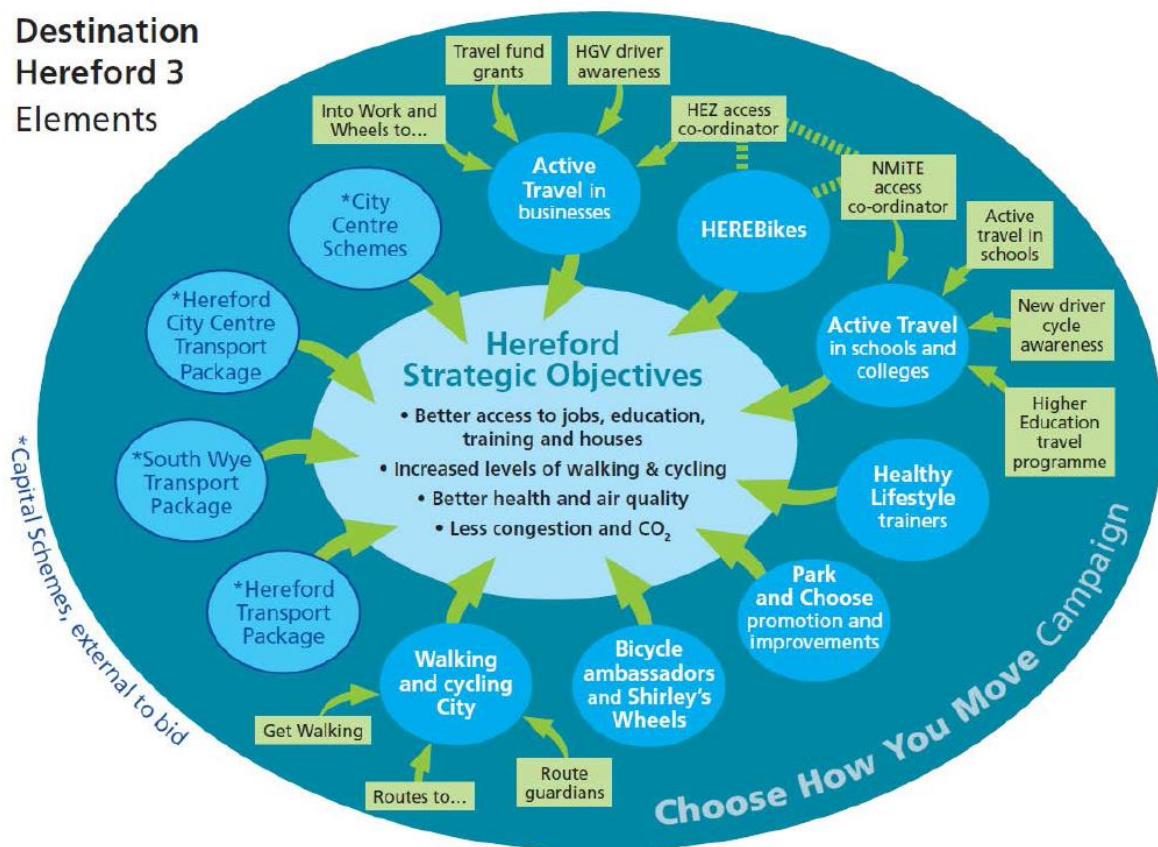 Destination
Hereford 3
Elements
Travel fund
grants
HGV driver
awareness
Into Work and
Wheels to...
HEZ access
co-ordinator
NMiTE
access
co-ordinator
Active
travel in
schools
New driver
cycle
awareness
Higher
Education
travel
programme
Active
Travel in
businesses
HEREBikes
Active Travel
in schools and
colleges
Healthy
Lifestyle
trainers
Park
and Choose
promotion and
improvements
Bicycle
ambassadors
and Shirley's
Wheels
Walking
and cycling
City
Get Walking
Routes to...
Route
guardians
*Hereford
Transport
Package
*South Wye
Transport
Package
*Hereford
City Centre
Transport
Package
*City
Centre
Schemes
Hereford
Strategic Objectives
• Better access to jobs, education,
training and houses
• Increased levels of walking & cycling
• Better health and air quality
• Less congestion and CO₂
*Capital Schemes, external to bid
Choose How You Move Campaign